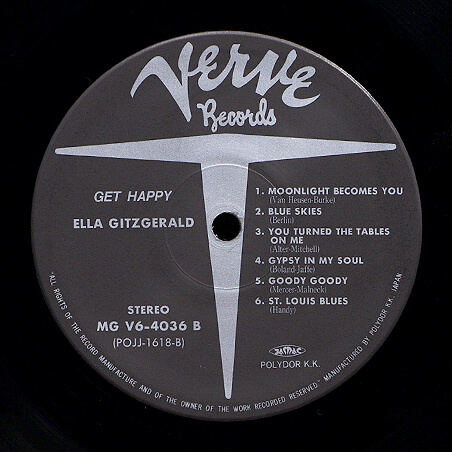 Verve
Records
GET HAPPY
ELLA GITZGERALD
1. MOONLIGHT BECOMES YOU
(Van Heusen-Burke)
2. BLUE SKIES
(Berlin)
3. YOU TURNED THE TABLES
ON ME
(Alter-Mitchell)
4. GYPSY IN MY SOUL
(Boland-Jaffe)
5. GOODY GOODY
(Mercer-Malneck)
6. ST. LOUIS BLUES
(Handy)
STEREO
MG V6-4036 B
(POJJ-1618-B)
JASRAC
POLYDOR K.K.
"ALL RIGHTS OF THE RECORD MANUFACTURE AND OF THE OWNER OF THE WORK RECORDED RESERVED." MANUFACTURED BY POLYDOR K.K. JAPAN